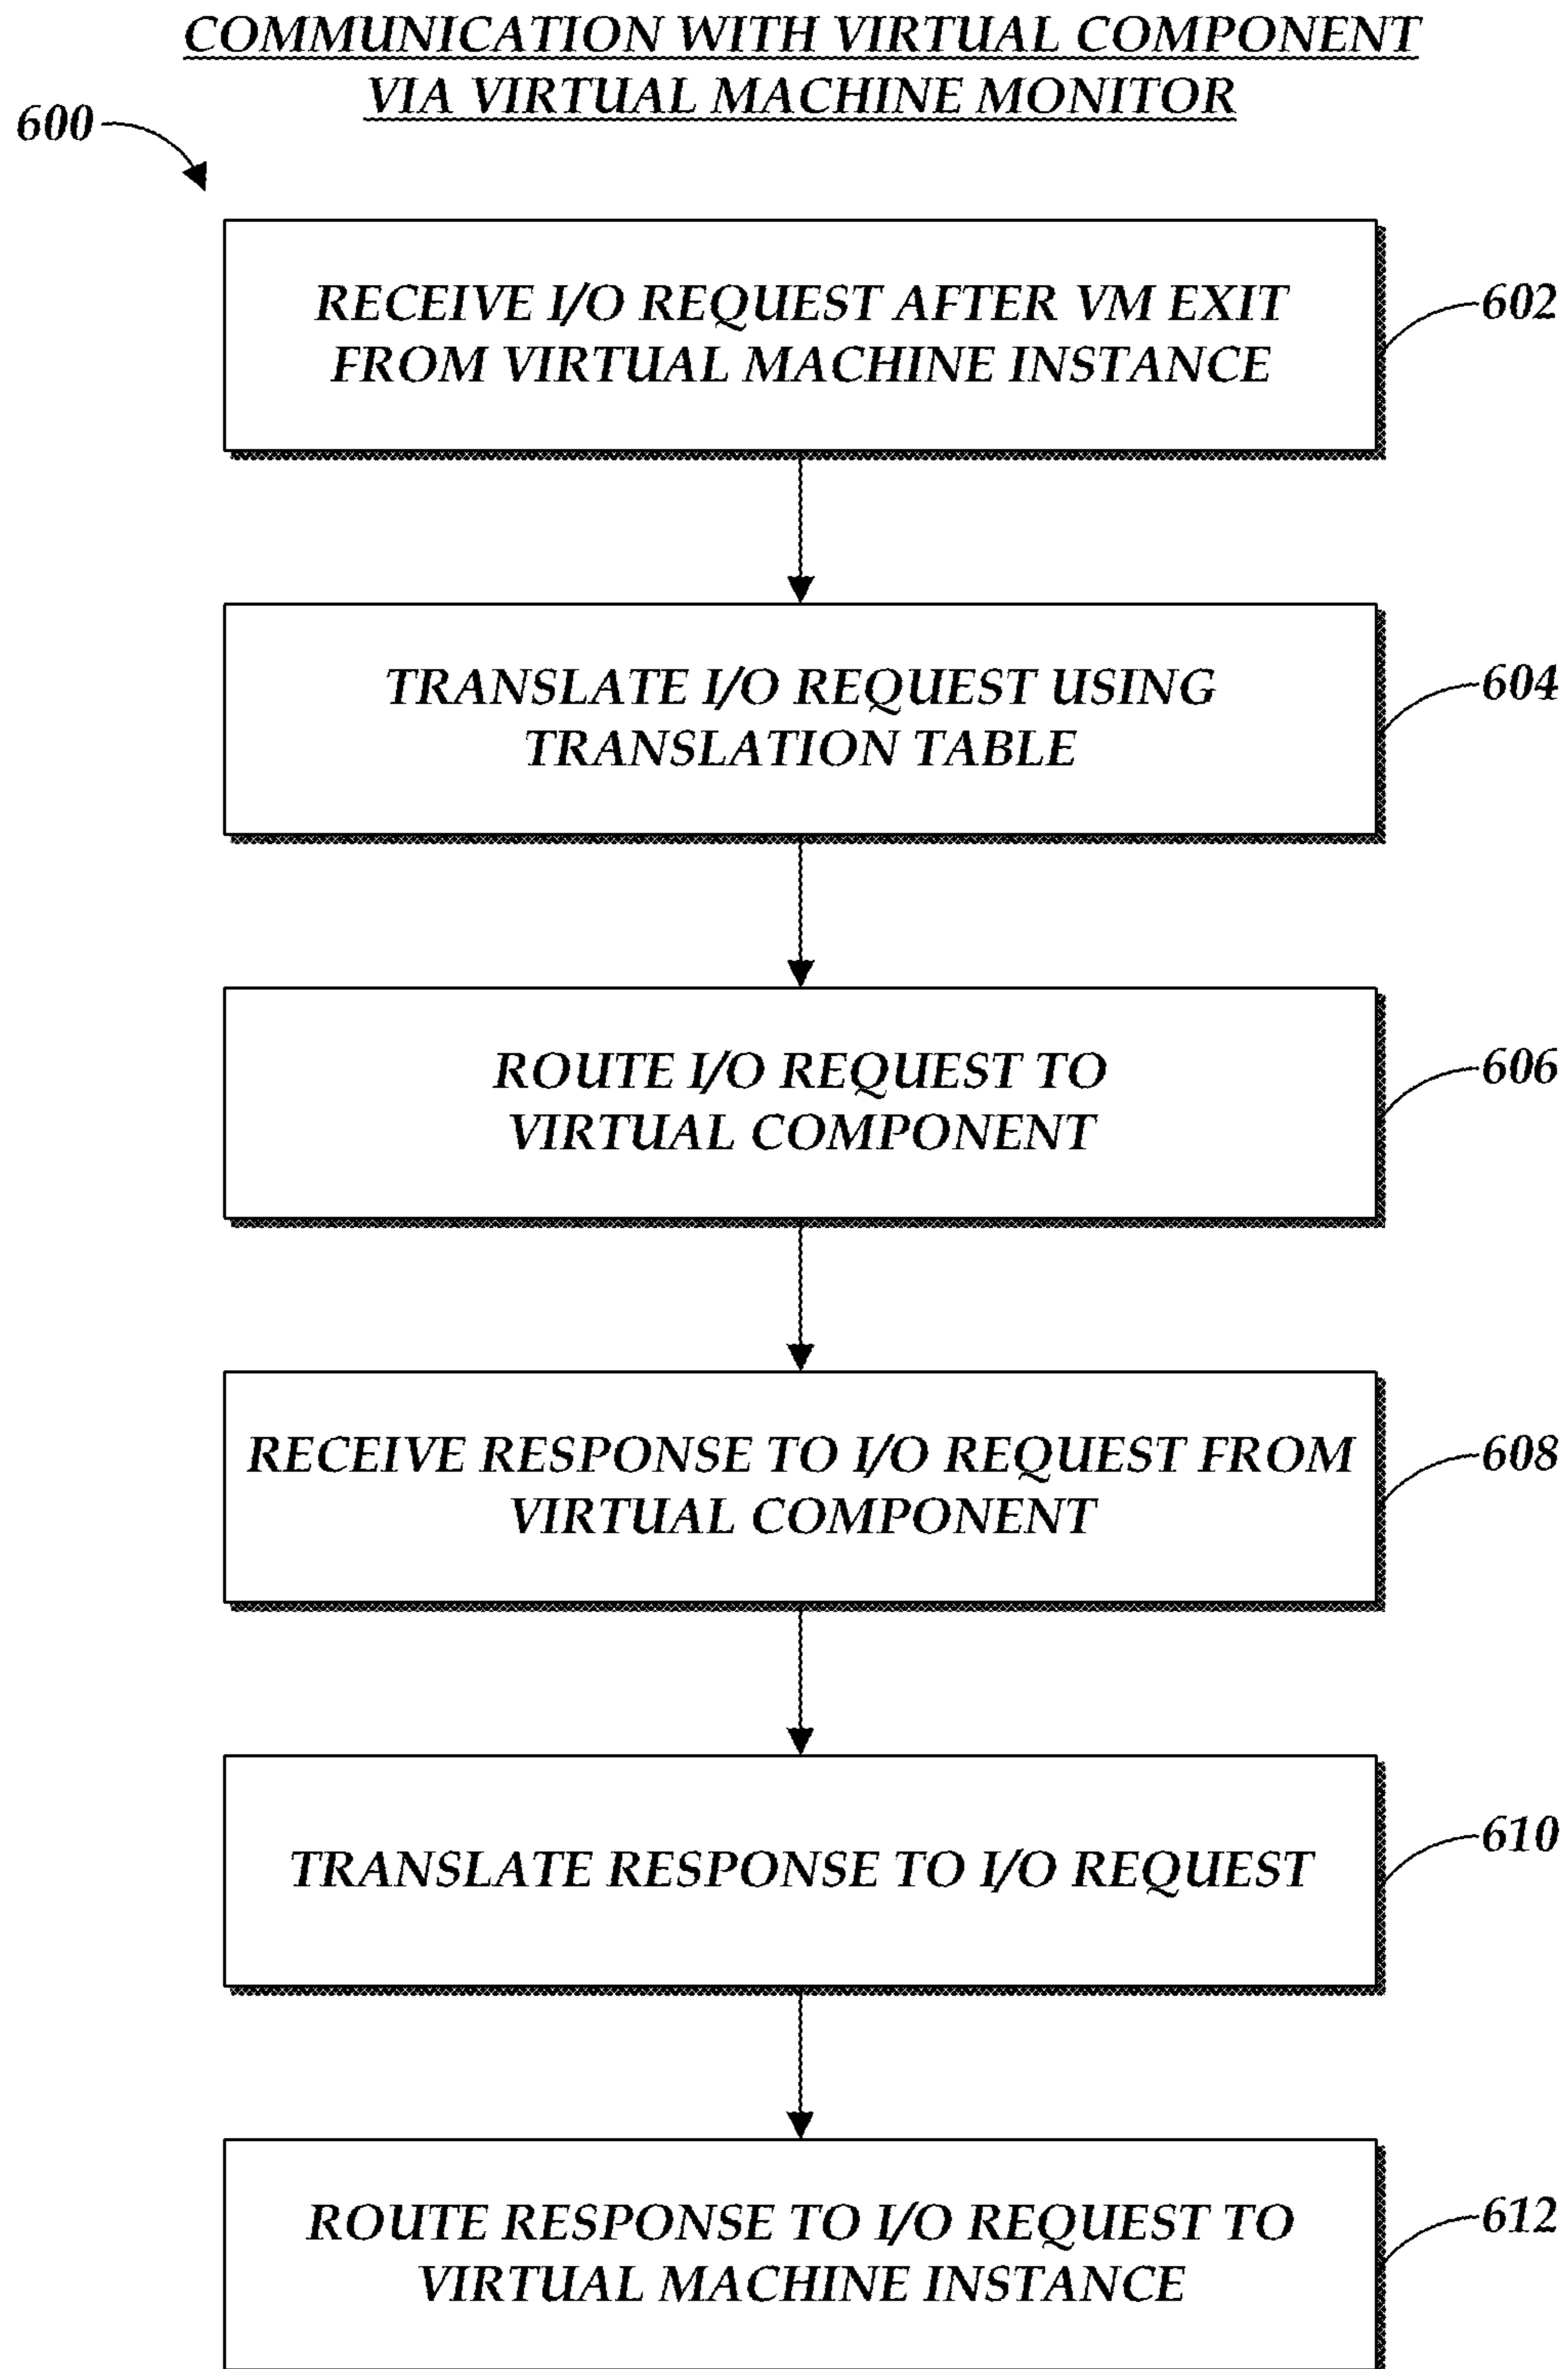 COMMUNICATION WITH VIRTUAL COMPONENT
VIA VIRTUAL MACHINE MONITOR
600
RECEIVE I/O REQUEST AFTER VM EXIT
FROM VIRTUAL MACHINE INSTANCE
602
TRANSLATE I/O REQUEST USING
TRANSLATION TABLE
604
ROUTE I/O REQUEST TO
VIRTUAL COMPONENT
606
RECEIVE RESPONSE TO I/O REQUEST FROM
VIRTUAL COMPONENT
608
TRANSLATE RESPONSE TO I/O REQUEST
610
ROUTE RESPONSE TO I/O REQUEST TO
VIRTUAL MACHINE INSTANCE
612